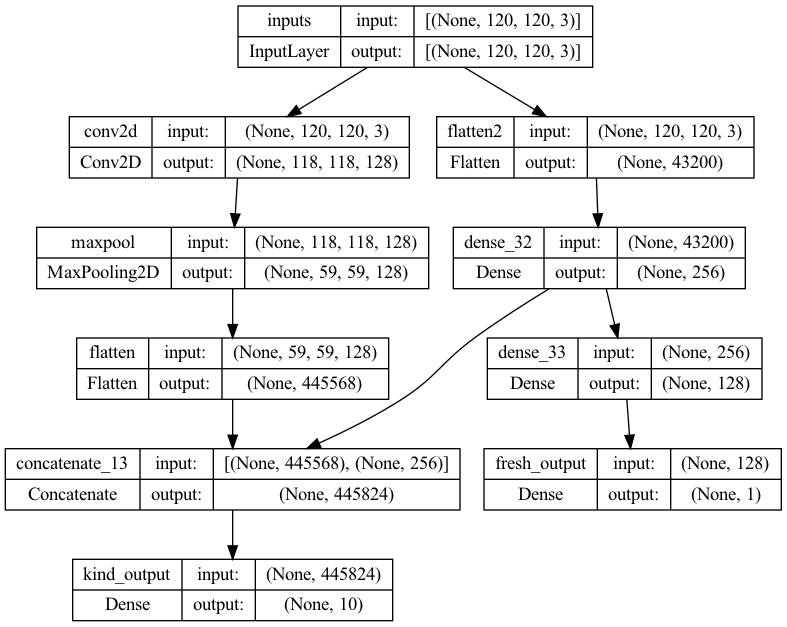 inputs input: [(None, 120, 120, 3)]
InputLayer output: [(None, 120, 120, 3)]
conv2d input: (None, 120, 120, 3)
Conv2D output: (None, 118, 118, 128)
flatten2 input: (None, 120, 120, 3)
Flatten output: (None, 43200)
maxpool input: (None, 118, 118, 128)
MaxPooling2D output: (None, 59, 59, 128)
dense_32 input: (None, 43200)
Dense output: (None, 256)
flatten input: (None, 59, 59, 128)
Flatten output: (None, 445568)
dense_33 input: (None, 256)
Dense output: (None, 128)
concatenate_13 input: [(None, 445568), (None, 256)]
Concatenate output: (None, 445824)
fresh_output input: (None, 128)
Dense output: (None, 1)
kind_output input: (None, 445824)
Dense output: (None, 10)